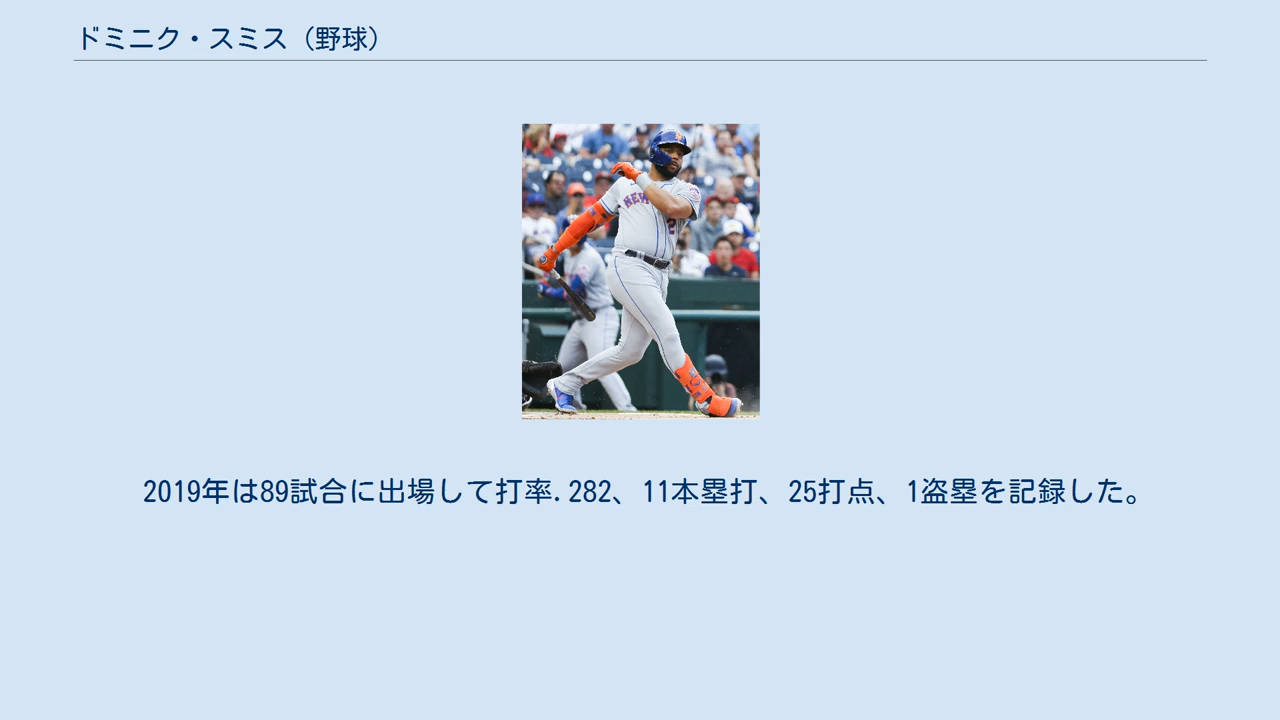 ドミニク・スミス（野球）
NEW
2
2019年は89試合に出場して打率.282、11本塁打、25打点、1盗塁を記録した。